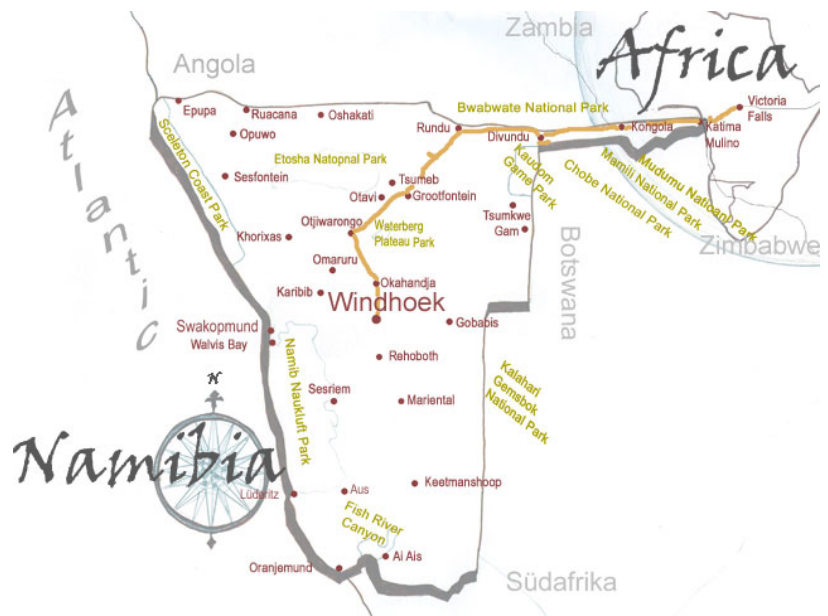 Zambia
Africa
Angola
Atlantic
Epupa
Ruacana
Oshakati
Bwabwate National Park
Victoria
Falls
Rundu
Divundu
Kongola
Katima
Mulino
Opuwo
Sceleton Coast Park
Etosha Natopnal Park
Kaudom
Game Park
Mamili National Park
Mudumu Natioanl Park
Chobe National Park
Sesfontein
Tsumeb
Otavi
Grootfontein
Tsumkwe
Gam
Otjiwarongo
Waterberg
Plateau Park
Khorixas
Botswana
Zimbabwe
Omaruru
Okahandja
Karibib
Windhoek
Swakopmund
Walvis Bay
Gobabis
Rehoboth
Namib Naukluft Park
Kalahari
Gemsbok
National Park
N
Sesriem
Mariental
Namibia
Lüderitz
Aus
Keetmanshoop
Fish River
Canyon
Ai Ais
Oranjemund
Südafrika